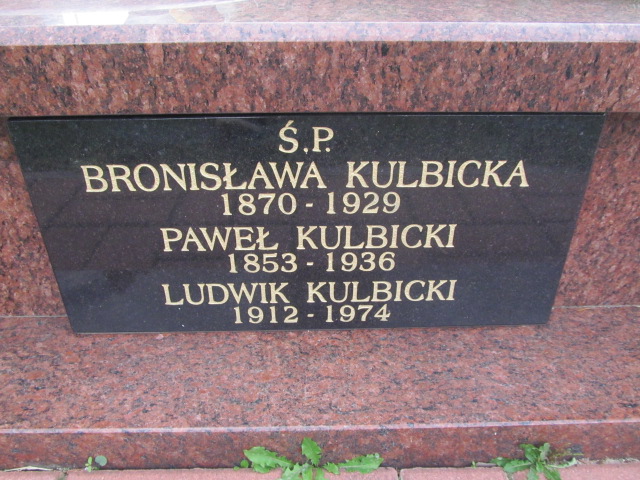 Ś.P.
BRONISŁAWA KULBICKA
1870 - 1929
PAWEŁ KULBICKI
1853 - 1936
LUDWIK KULBICKI
1912 - 1974